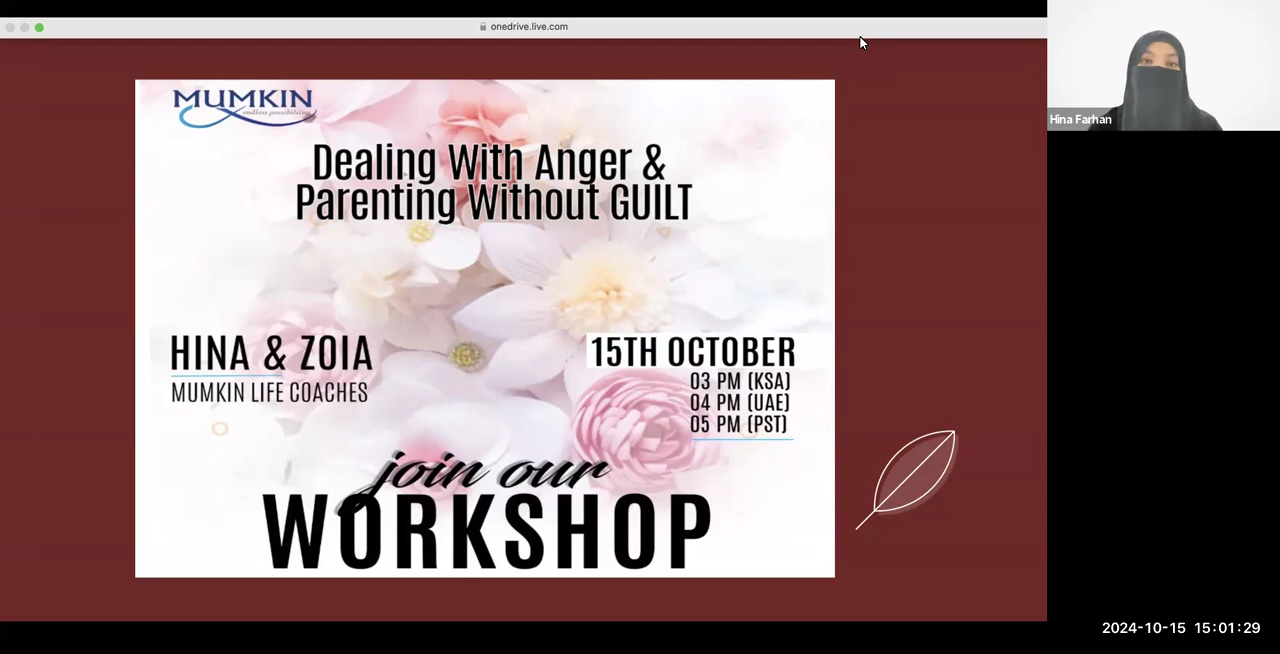 onedrive.live.com
MUMKIN
endless possibilities
Dealing With Anger &
Parenting Without GUILT
HINA & ZOIA
MUMKIN LIFE COACHES
15TH OCTOBER
03 PM (KSA)
04 PM (UAE)
05 PM (PST)
join our
WORKSHOP
Hina Farhan
2024-10-15 15:01:29